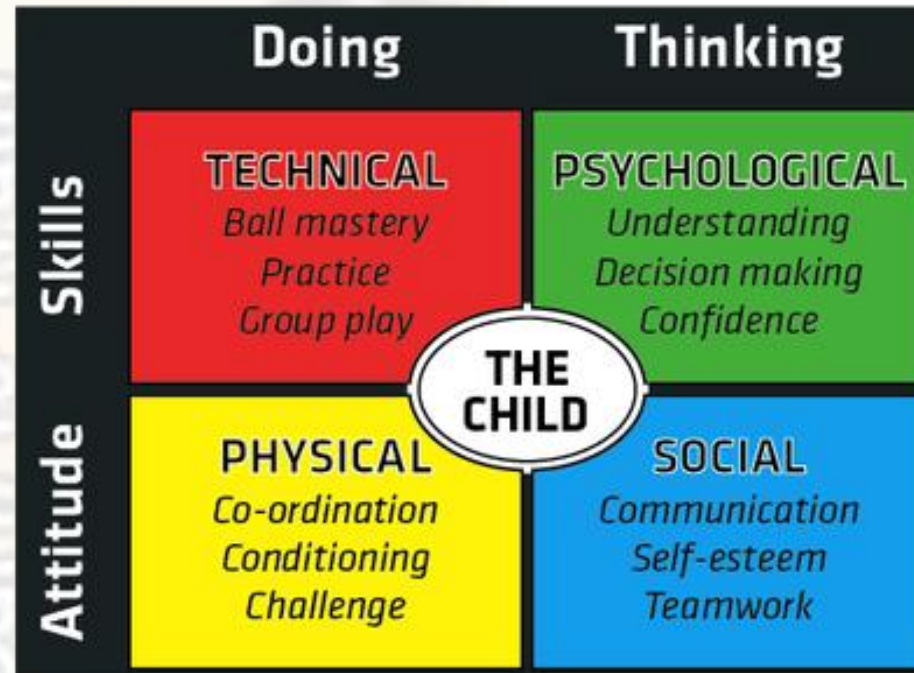 Doing
Thinking
Skills
TECHNICAL
Ball mastery
Practice
Group play
PSYCHOLOGICAL
Understanding
Decision making
Confidence
THE
CHILD
Attitude
PHYSICAL
Co-ordination
Conditioning
Challenge
SOCIAL
Communication
Self-esteem
Teamwork